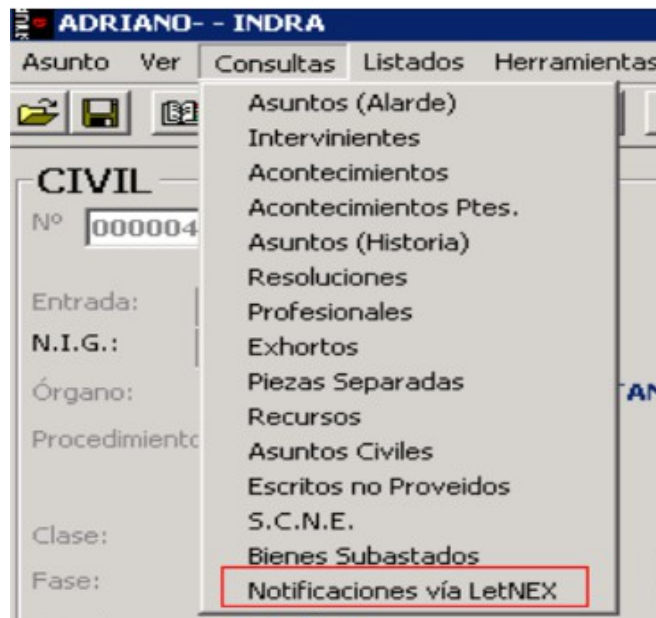 ADRIANO- - INDRA
Asunto Ver Consultas Listados Herramientas
Asuntos (Alarde)
Intervinientes
Acontecimientos
Acontecimientos Ptes.
Asuntos (Historia)
Resoluciones
Profesionales
Exhortos
Piezas Separadas
Recursos
Asuntos Civiles
Escritos no Proveidos
S.C.N.E.
Bienes Subastados
Notificaciones vía LetNEX
CIVIL
Nº 000004
Entrada:
N.I.G.:
Órgano:
Procedimiento
Clase:
Fase: